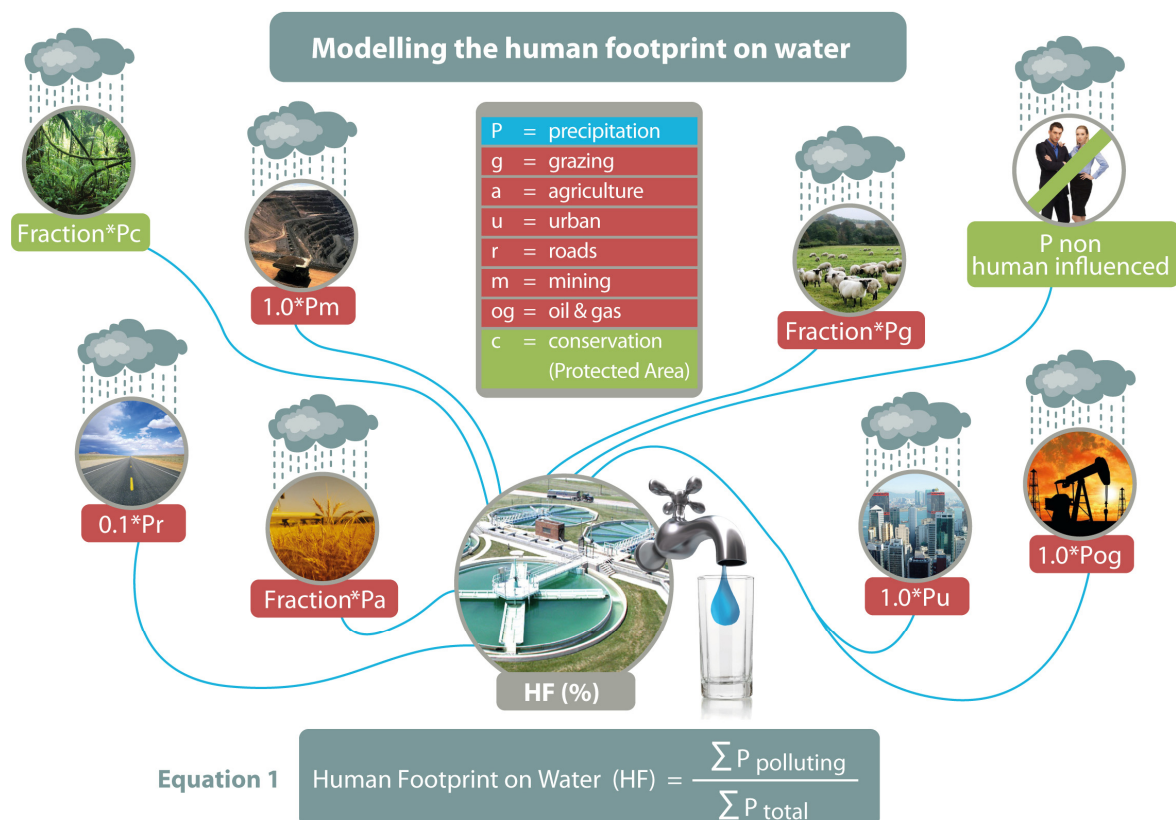 Modelling the human footprint on water
P = precipitation
g = grazing
a = agriculture
u = urban
r = roads
m = mining
og = oil & gas
c = conservation
(Protected Area)
Fraction*Pc
1.0*Pm
Fraction*Pg
P non
human influenced
0.1*Pr
Fraction*Pa
1.0*Pu
1.0*Pog
HF (%)
Equation 1
Human Footprint on Water (HF) = ∑ P polluting
∑ P total